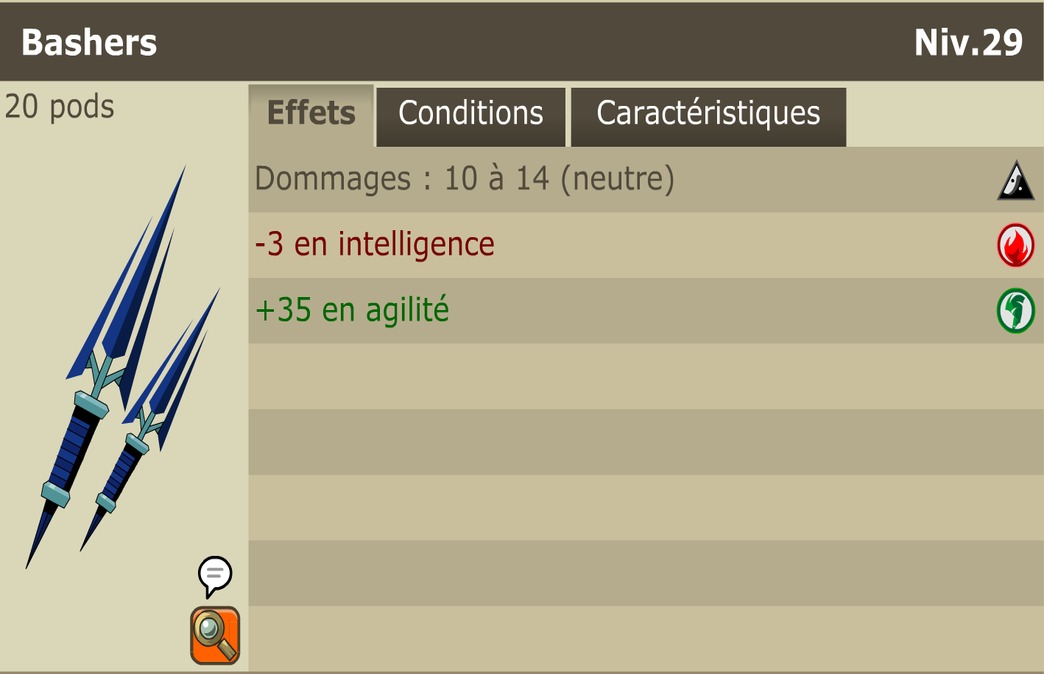 Bashers
Niv.29
20 pods
Effets
Conditions
Caractéristiques
Dommages : 10 à 14 (neutre)
-3 en intelligence
+35 en agilité